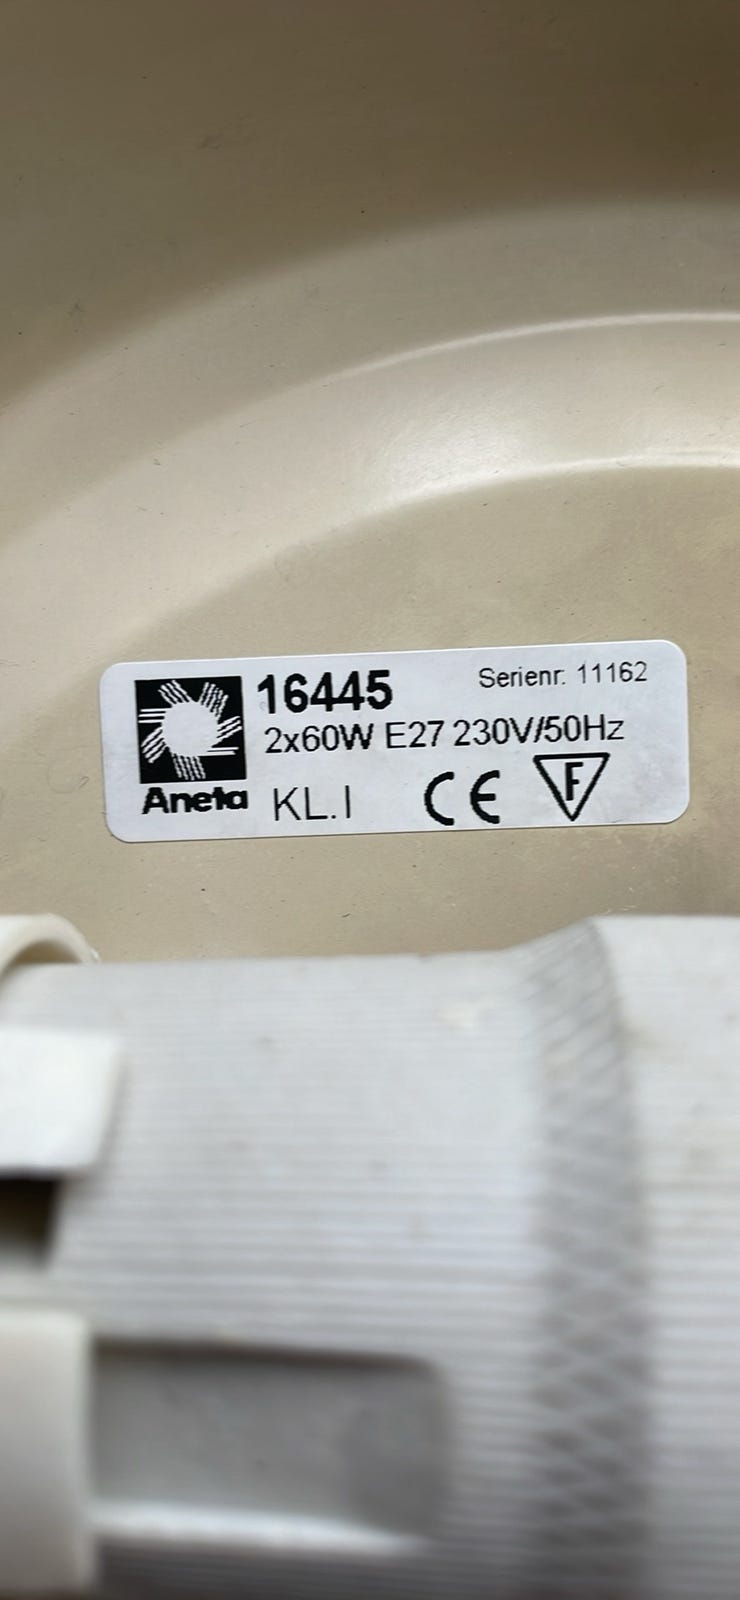 16445
Serienr: 11162
2x60W E27 230V/50Hz
Aneta
KL.I
CE
F